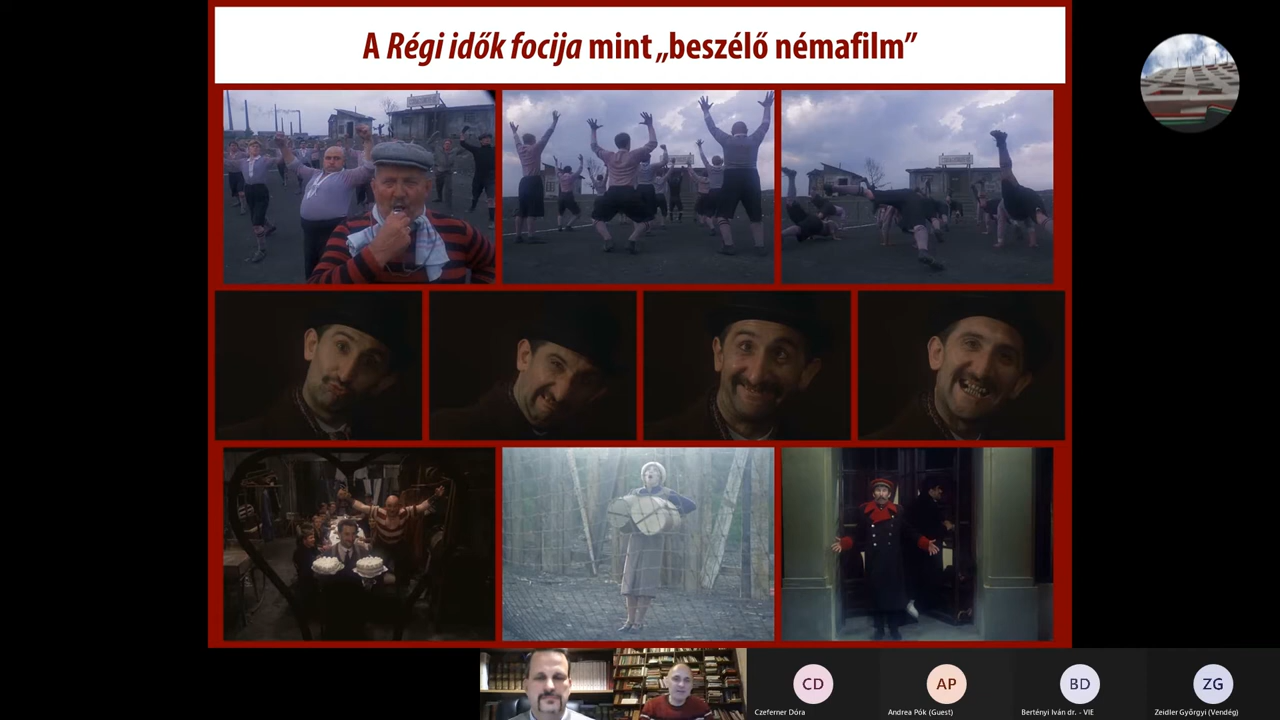 A Régi idők focija mint „beszélő némafilm”
CD
AP
BD
ZG
Czeferner Dóra
Andrea Pók (Guest)
Bertényi Iván dr. - VIE
Zeidler Györgyi (Vendég)